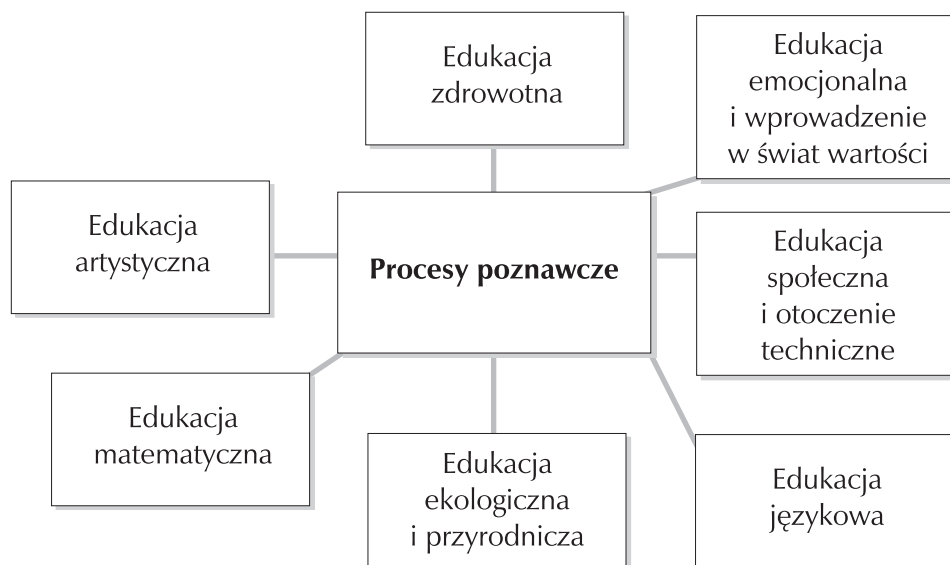 Edukacja
zdrowotna
Edukacja
emocjonalna
i wprowadzenie
w świat wartości
Edukacja
artystyczna
Procesy poznawcze
Edukacja
społeczna
i otoczenie
techniczne
Edukacja
matematyczna
Edukacja
ekologiczna
i przyrodnicza
Edukacja
językowa